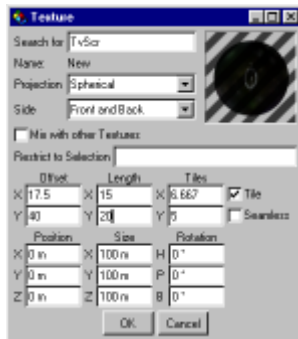 Texture
Search for TvScr
Name: New
Projection Spherical
Side Front and Back
Mix with other Textures
Restrict to Selection
Offset Length Tiles
X 17.5 X 15 X 6.667 Tile
Y 40 Y 20 Y 5 Seamless
Position Size Rotation
X 0 m X 100 m H 0 °
Y 0 m Y 100 m P 0 °
Z 0 m Z 100 m B 0 °
OK Cancel